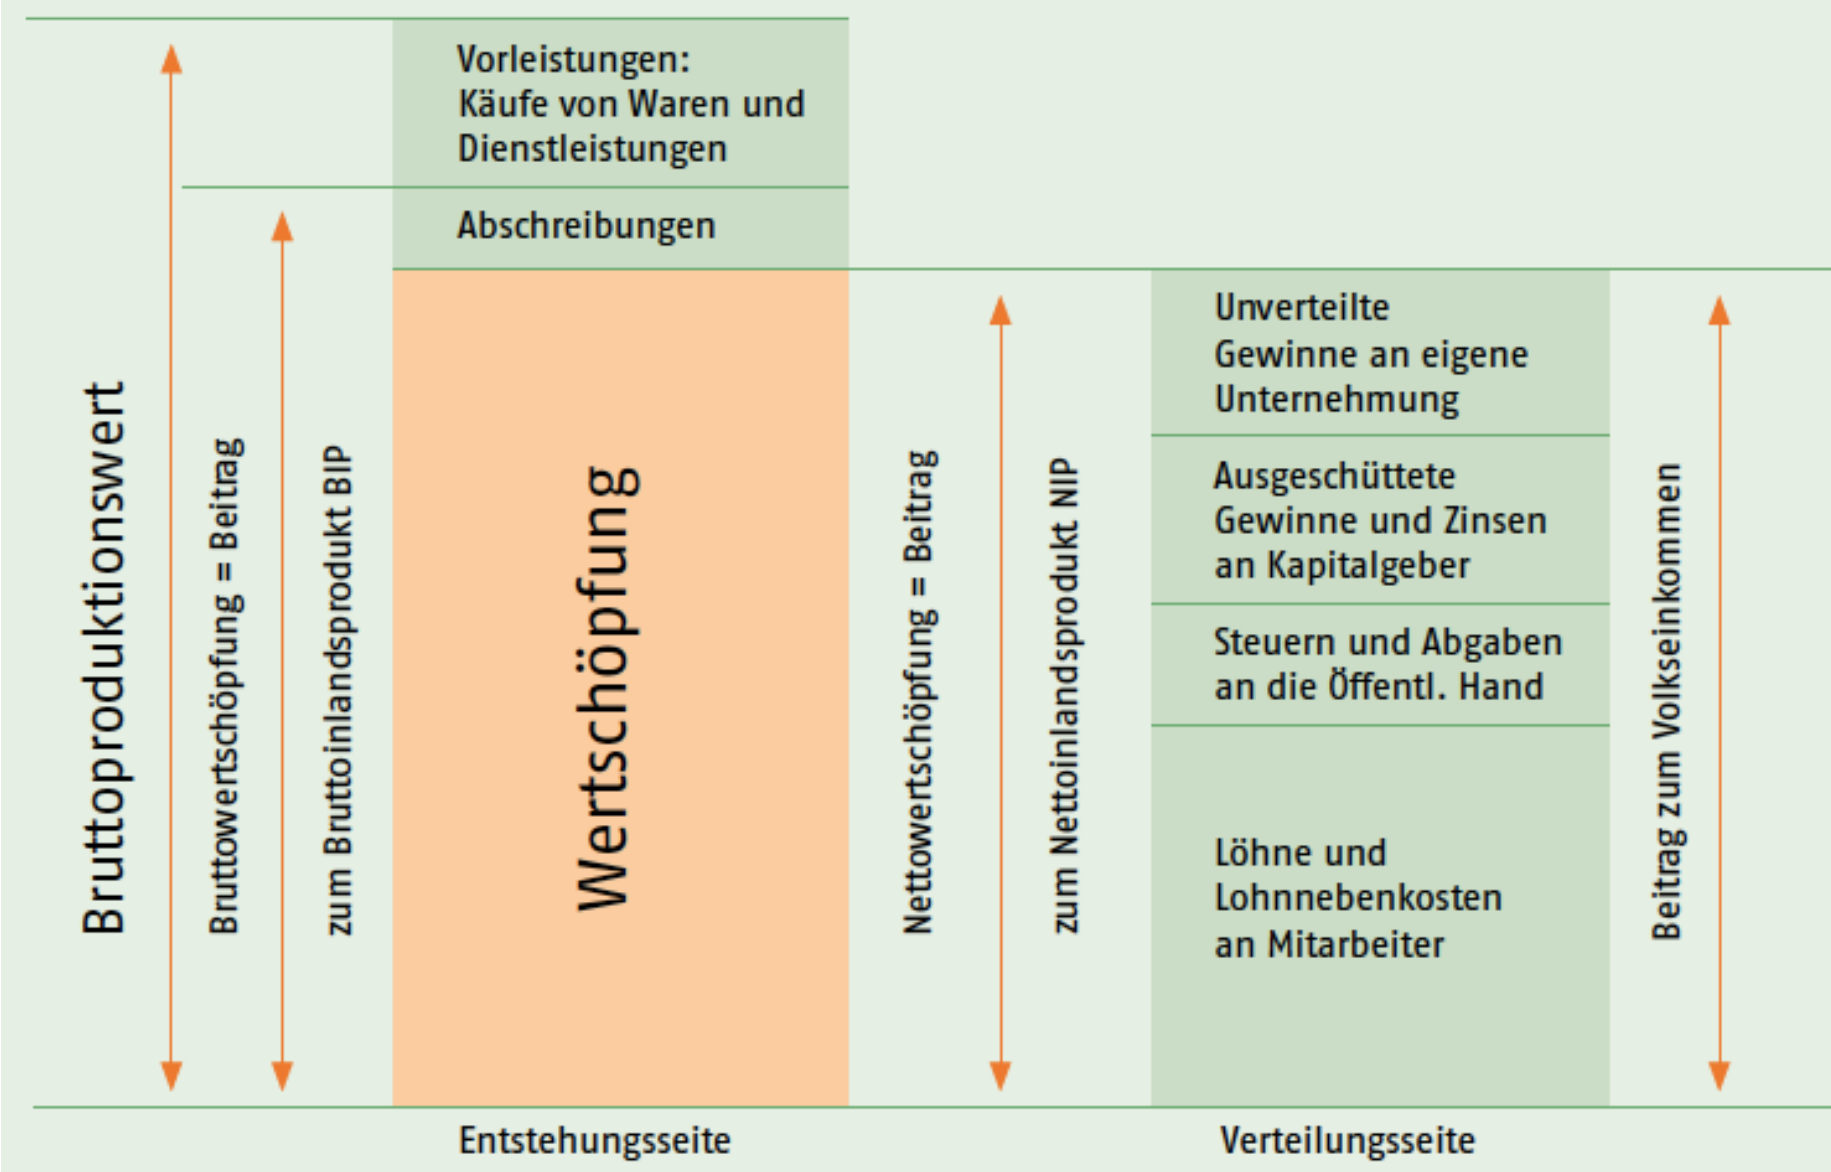 Vorleistungen:
Käufe von Waren und
Dienstleistungen
Abschreibungen
Bruttoproduktionswert
Bruttowertschöpfung = Beitrag
zum Bruttoinlandsprodukt BIP
Wertschöpfung
Nettowertschöpfung = Beitrag
zum Nettoinlandsprodukt NIP
Unverteilte
Gewinne an eigene
Unternehmung
Ausgeschüttete
Gewinne und Zinsen
an Kapitalgeber
Steuern und Abgaben
an die Öffentl. Hand
Löhne und
Lohnnebenkosten
an Mitarbeiter
Beitrag zum Volkseinkommen
Entstehungsseite
Verteilungsseite